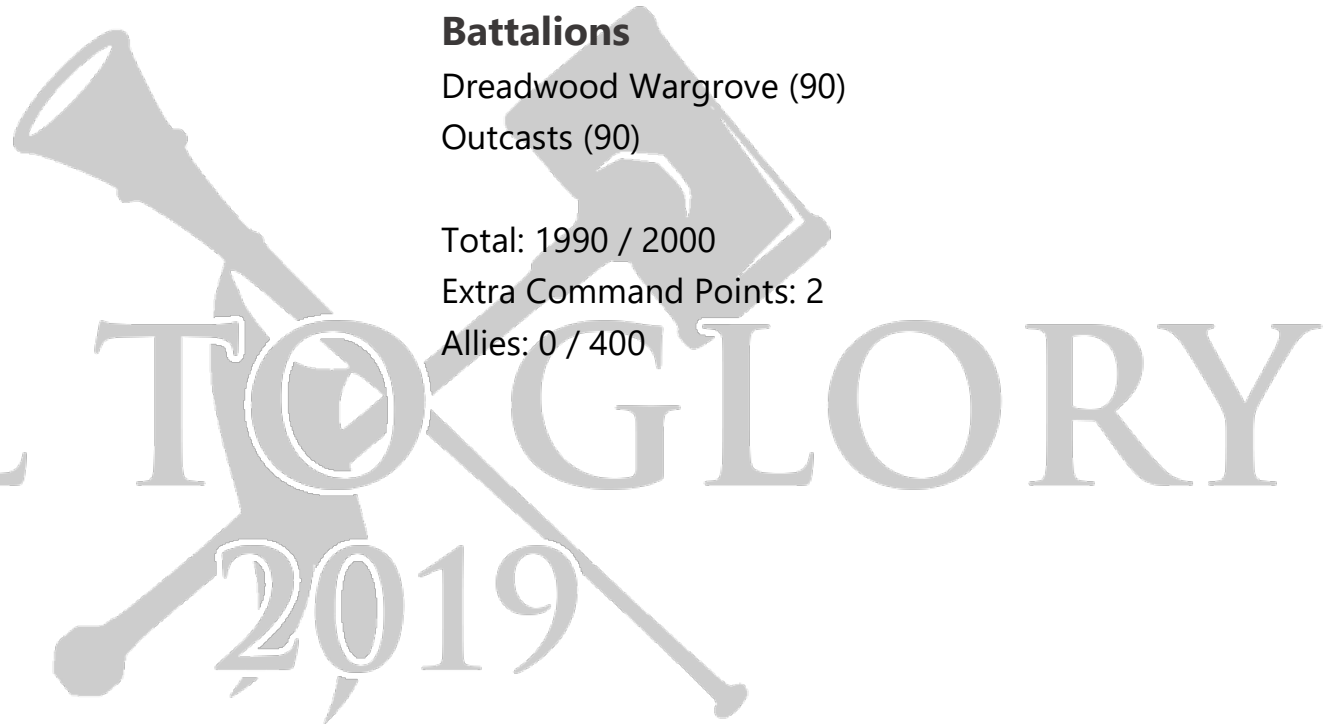 Battalions
Dreadwood Wargrove (90)
Outcasts (90)
Total: 1990 / 2000
Extra Command Points: 2
Allies: 0 / 400
L TO GLORY
2019